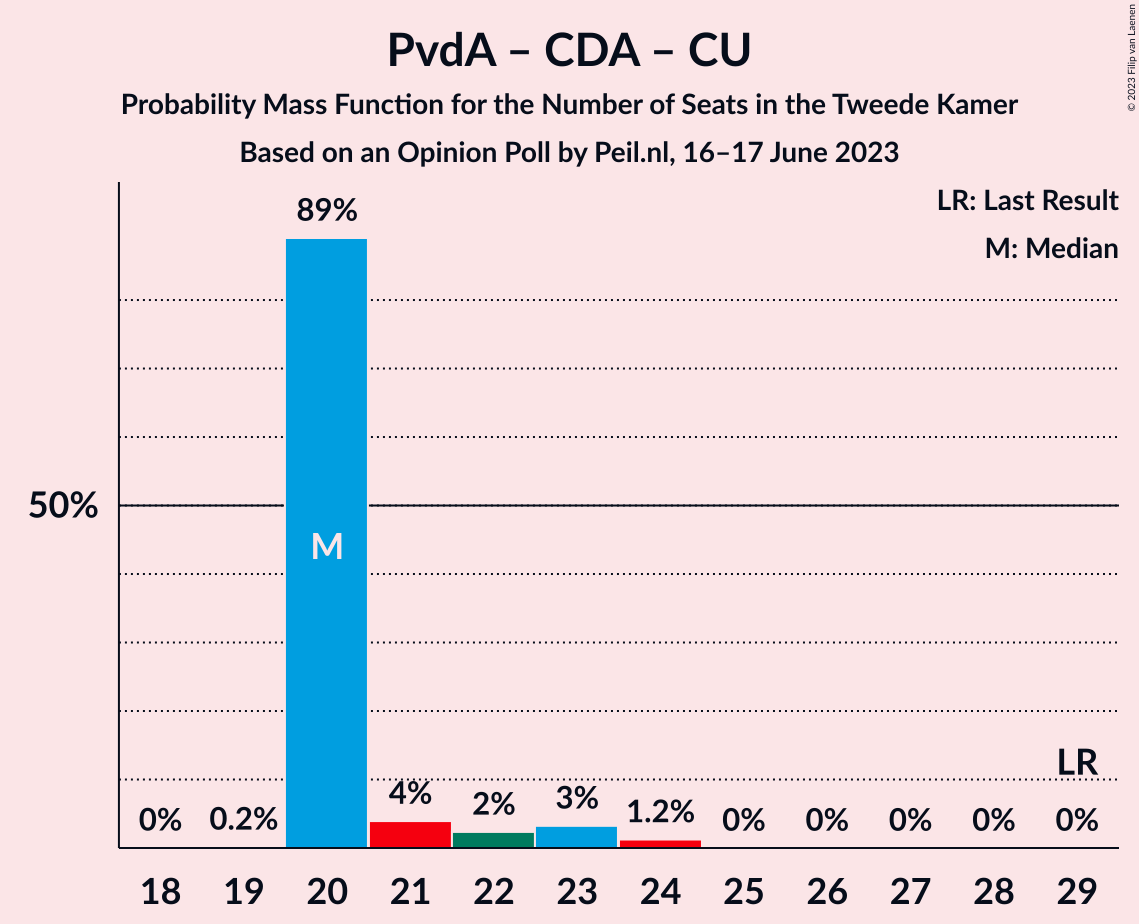 PvdA – CDA – CU
Probability Mass Function for the Number of Seats in the Tweede Kamer
Based on an Opinion Poll by Peil.nl, 16–17 June 2023
© 2023 Filip van Laenen
LR: Last Result
M: Median
89%
50%
M
LR
0% 0.2% 4% 2% 3% 1.2% 0% 0% 0% 0% 0%
18 19 20 21 22 23 24 25 26 27 28 29